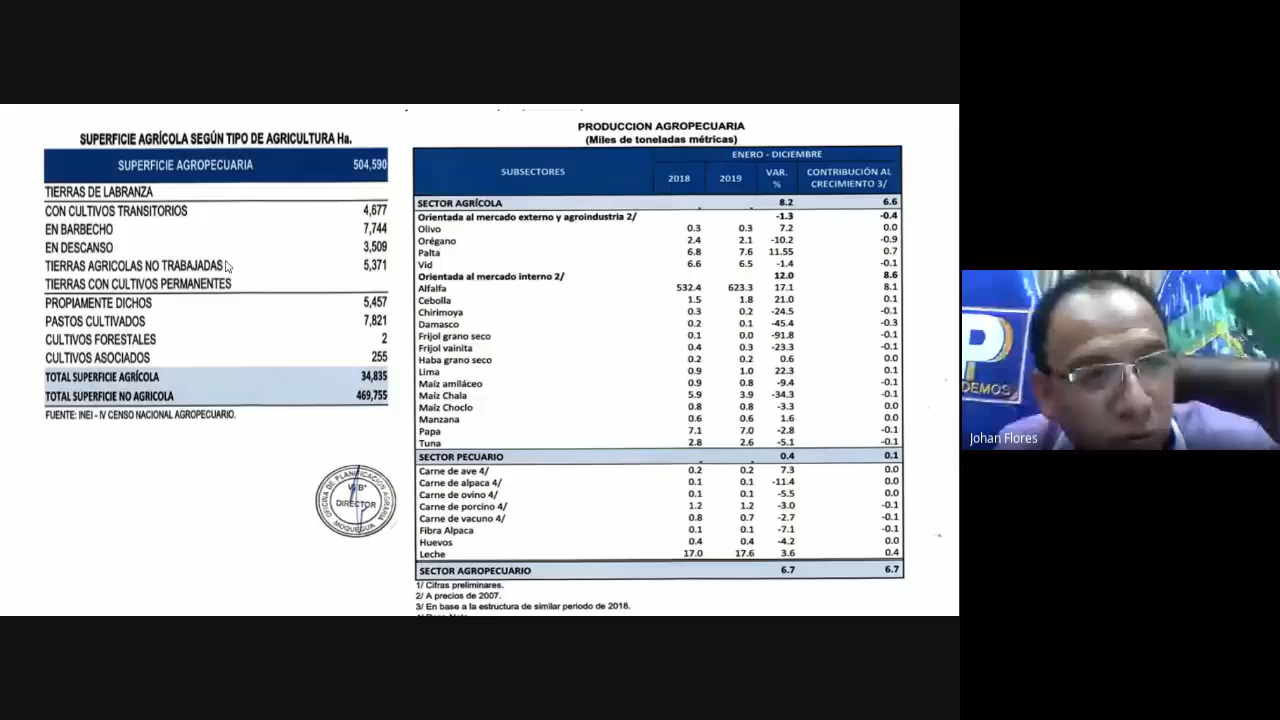 SUPERFICIE AGRÍCOLA SEGÚN TIPO DE AGRICULTURA Ha.
SUPERFICIE AGROPECUARIA 504,590
TIERRAS DE LABRANZA
CON CULTIVOS TRANSITORIOS 4,677
EN BARBECHO 7,744
EN DESCANSO 3,509
TIERRAS AGRICOLAS NO TRABAJADAS 5,371
TIERRAS CON CULTIVOS PERMANENTES
PROPIAMENTE DICHOS 5,457
PASTOS CULTIVADOS 7,821
CULTIVOS FORESTALES 2
CULTIVOS ASOCIADOS 255
TOTAL SUPERFICIE AGRÍCOLA 34,835
TOTAL SUPERFICIE NO AGRICOLA 469,755
FUENTE: INEI - IV CENSO NACIONAL AGROPECUARIO.
OFICINA DE PLANIFICACION AGRARIA
DIRECTOR
MOQUEGUA
PRODUCCION AGROPECUARIA
(Miles de toneladas métricas)
SUBSECTORES
ENERO - DICIEMBRE
2018 2019 VAR. % CONTRIBUCIÓN AL CRECIMIENTO 3/
SECTOR AGRÍCOLA 8.2 6.6
Orientada al mercado externo y agroindustria 2/ -1.3 -0.4
Olivo 0.3 0.3 7.2 0.0
Orégano 2.4 2.1 -10.2 -0.9
Palta 6.8 7.6 11.55 0.7
Vid 6.6 6.5 -1.4 -0.1
Orientada al mercado interno 2/ 12.0 8.6
Alfalfa 532.4 623.3 17.1 8.1
Cebolla 1.5 1.8 21.0 0.1
Chirimoya 0.3 0.2 -24.5 -0.1
Damasco 0.2 0.1 -45.4 -0.3
Frijol grano seco 0.1 0.0 -91.8 -0.1
Frijol vainita 0.4 0.3 -23.3 -0.1
Haba grano seco 0.2 0.2 0.6 0.0
Lima 0.9 1.0 22.3 0.1
Maíz amiláceo 0.9 0.8 -9.4 -0.1
Maíz Chala 5.9 3.9 -34.3 -0.1
Maíz Choclo 0.8 0.8 -3.3 0.0
Manzana 0.6 0.6 1.6 0.0
Papa 7.1 7.0 -2.8 -0.1
Tuna 2.8 2.6 -5.1 -0.1
SECTOR PECUARIO 0.4 0.1
Carne de ave 4/ 0.2 0.2 7.3 0.0
Carne de alpaca 4/ 0.1 0.1 -11.4 0.0
Carne de ovino 4/ 0.1 0.1 -5.5 0.0
Carne de porcino 4/ 1.2 1.2 -3.0 -0.1
Carne de vacuno 4/ 0.8 0.7 -2.7 -0.1
Fibra Alpaca 0.1 0.1 -7.1 -0.1
Huevos 0.4 0.4 -4.2 0.0
Leche 17.0 17.6 3.6 0.4
SECTOR AGROPECUARIO 6.7 6.7
1/ Cifras preliminares.
2/ A precios de 2007.
3/ En base a la estructura de similar periodo de 2018.
P
DEMOS
Johan Flores